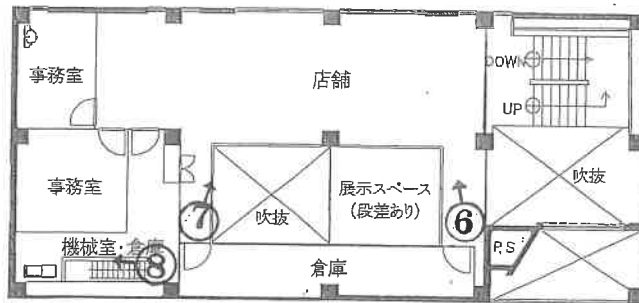 事務室
店舗
DOWN
UP
事務室
吹抜
展示スペース
(段差あり)
吹抜
⑦
⑥
P,S
機械室・倉庫
⑧
倉庫